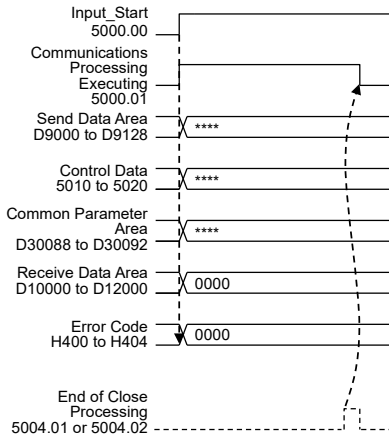 Input_Start
5000.00
Communications
Processing
Executing
5000.01
Send Data Area
D9000 to D9128
****
Control Data
5010 to 5020
****
Common Parameter
Area
D30088 to D30092
****
Receive Data Area
D10000 to D12000
0000
Error Code
H400 to H404
0000
End of Close
Processing
5004.01 or 5004.02